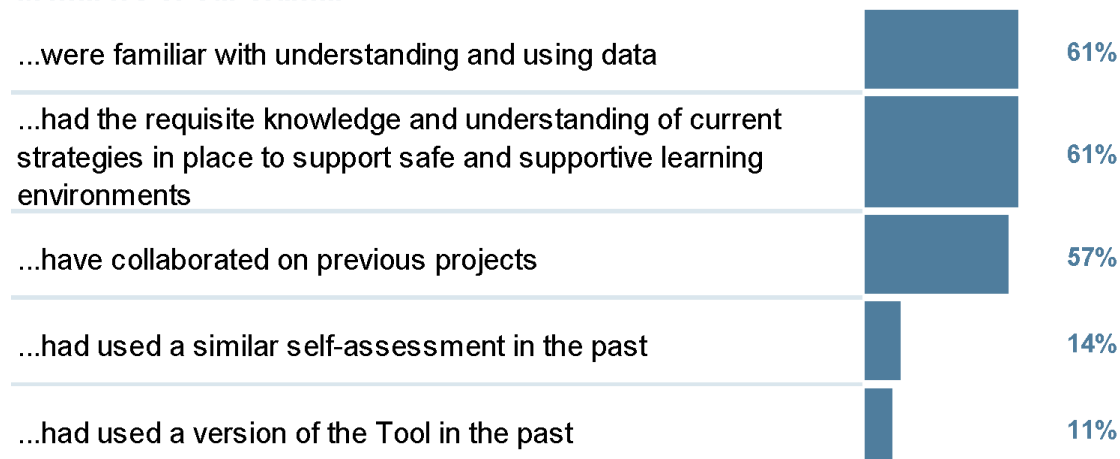 ...were familiar with understanding and using data
61%
...had the requisite knowledge and understanding of current
strategies in place to support safe and supportive learning
environments
61%
...have collaborated on previous projects
57%
...had used a similar self-assessment in the past
14%
...had used a version of the Tool in the past
11%